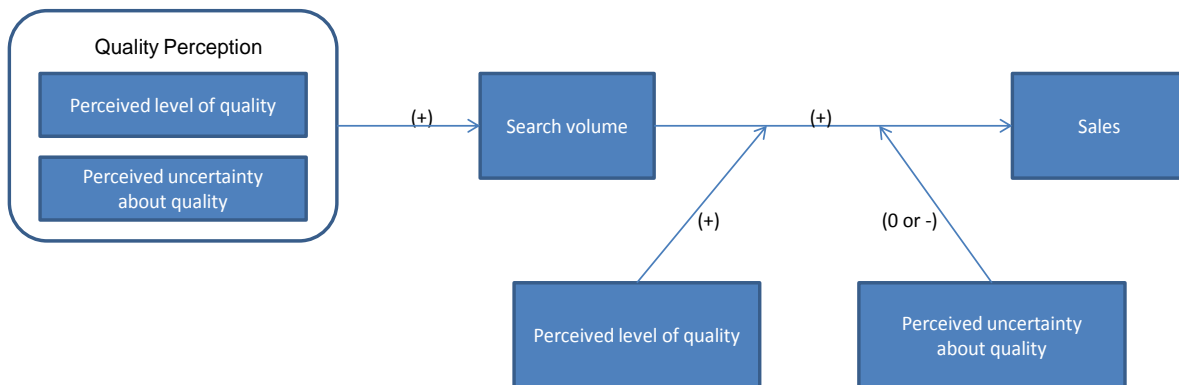 Quality Perception
Perceived level of quality
Perceived uncertainty
about quality
(+)
Search volume
(+)
Sales
(+)
(0 or -)
Perceived level of quality
Perceived uncertainty
about quality